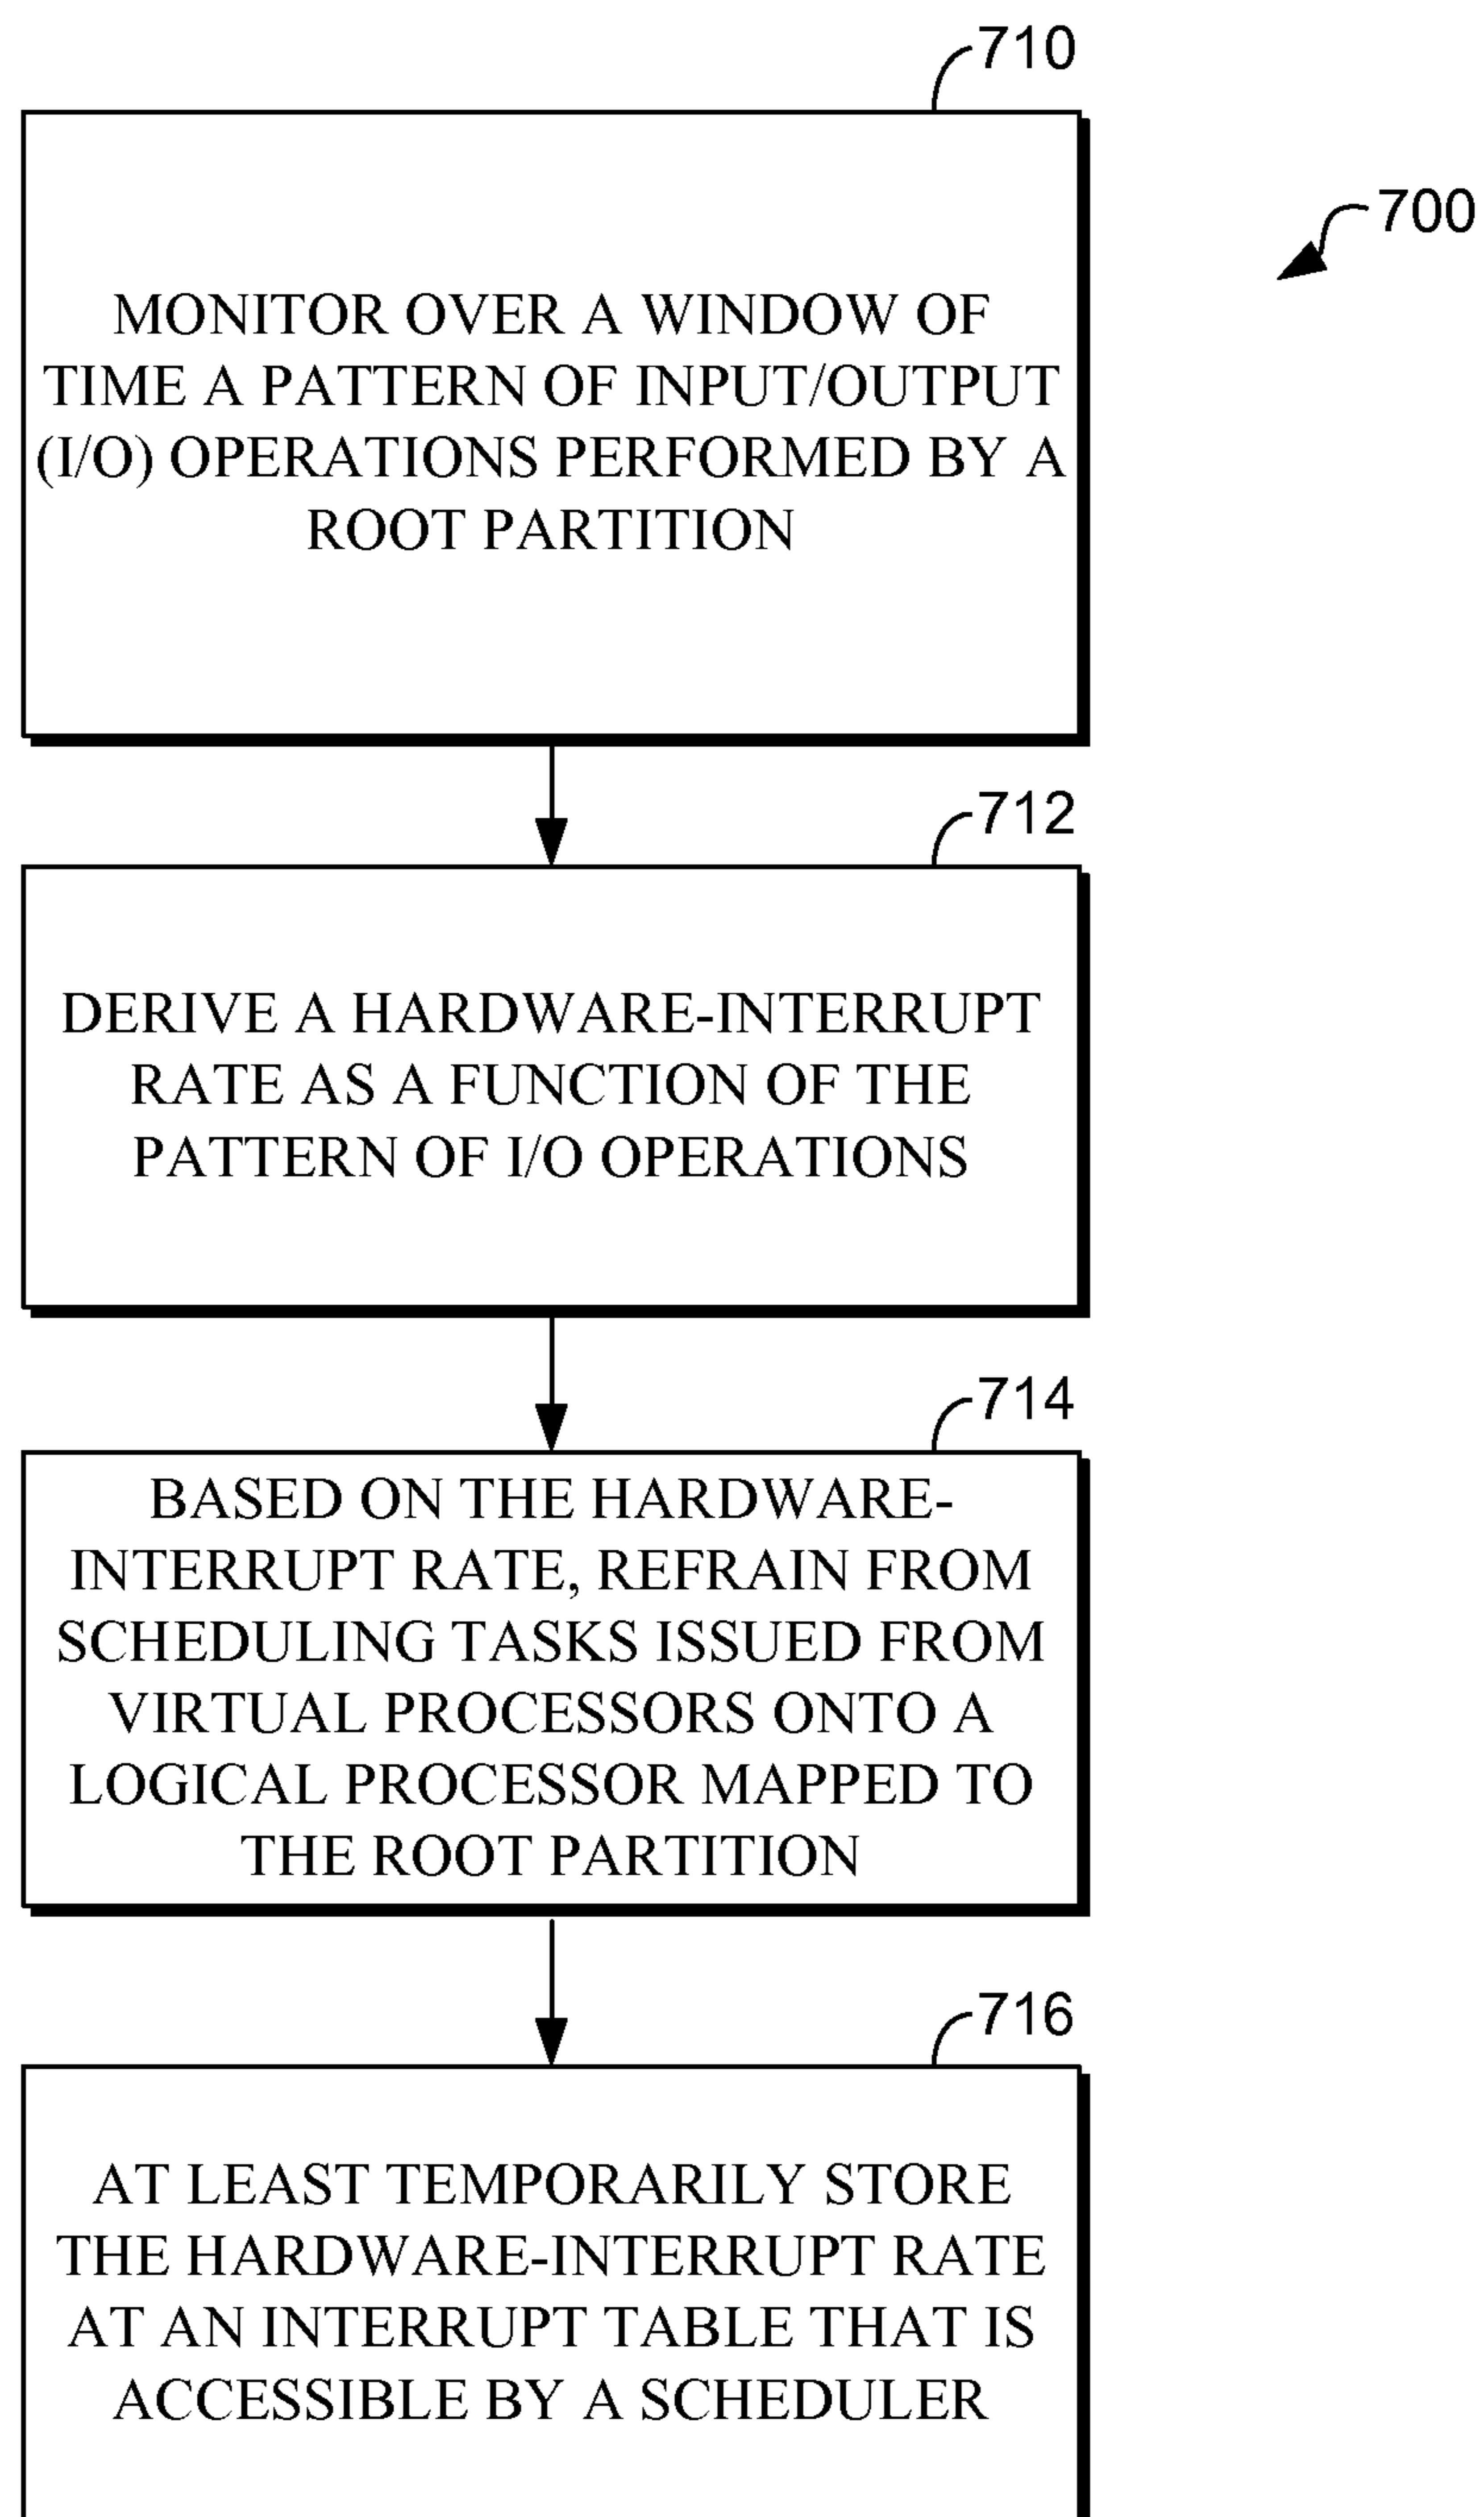 710
700
MONITOR OVER A WINDOW OF
TIME A PATTERN OF INPUT/OUTPUT
(I/O) OPERATIONS PERFORMED BY A
ROOT PARTITION
712
DERIVE A HARDWARE-INTERRUPT
RATE AS A FUNCTION OF THE
PATTERN OF I/O OPERATIONS
714
BASED ON THE HARDWARE-
INTERRUPT RATE, REFRAIN FROM
SCHEDULING TASKS ISSUED FROM
VIRTUAL PROCESSORS ONTO A
LOGICAL PROCESSOR MAPPED TO
THE ROOT PARTITION
716
AT LEAST TEMPORARILY STORE
THE HARDWARE-INTERRUPT RATE
AT AN INTERRUPT TABLE THAT IS
ACCESSIBLE BY A SCHEDULER